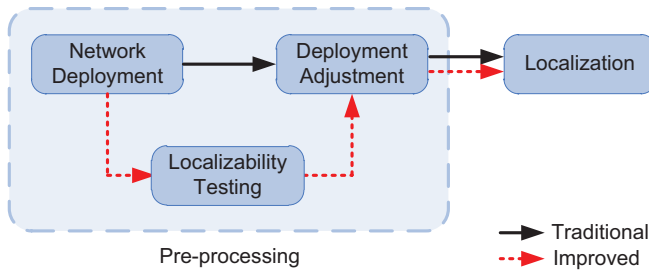 Network
Deployment
Deployment
Adjustment
Localization
Localizability
Testing
Pre-processing
Traditional
Improved